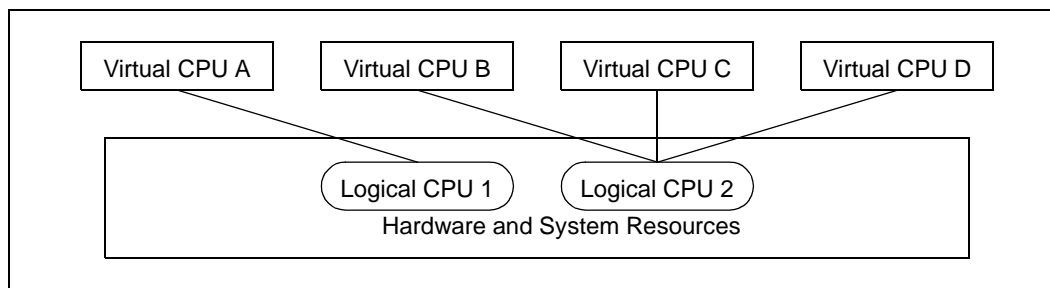 Virtual CPU A
Virtual CPU B
Virtual CPU C
Virtual CPU D
Logical CPU 1
Logical CPU 2
Hardware and System Resources